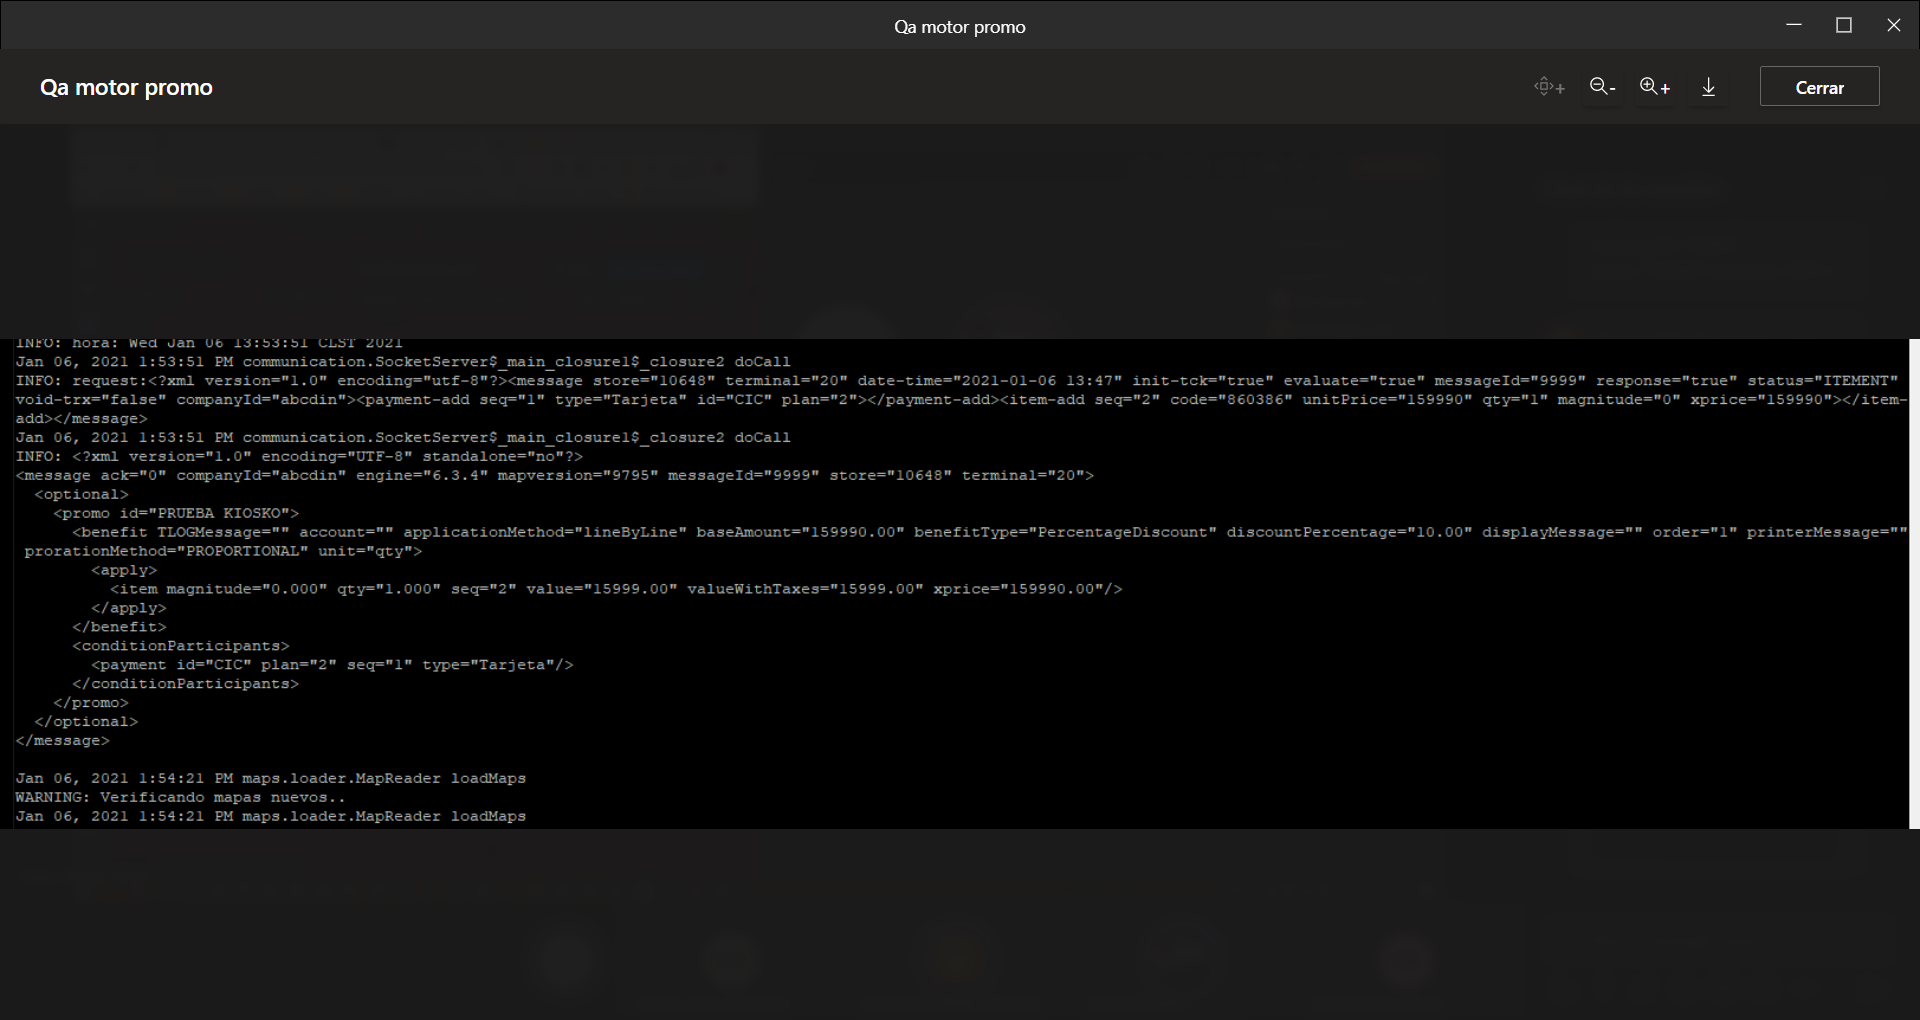 Qa motor promo
Qa motor promo
Cerrar
INFO: hora: Wed Jan 06 13:53:51 CLST 2021
Jan 06, 2021 1:53:51 PM communication.SocketServer$_main_closure1$_closure2 doCall
INFO: request:<?xml version="1.0" encoding="utf-8"?><message store="10648" terminal="20" date-time="2021-01-06 13:47" init-tck="true" evaluate="true" messageId="9999" response="true" status="ITEMENT"
void-trx="false" companyId="abcdin"><payment-add seq="1" type="Tarjeta" id="CIC" plan="2"></payment-add><item-add seq="2" code="860386" unitPrice="159990" qty="1" magnitude="0" xprice="159990"></item-
add></message>
Jan 06, 2021 1:53:51 PM communication.SocketServer$_main_closure1$_closure2 doCall
INFO: <?xml version="1.0" encoding="UTF-8" standalone="no"?>
<message ack="0" companyId="abcdin" engine="6.3.4" mapversion="9795" messageId="9999" store="10648" terminal="20">
  <optional>
    <promo id="PRUEBA KIOSKO">
      <benefit TLOGMessage="" account="" applicationMethod="lineByLine" baseAmount="159990.00" benefitType="PercentageDiscount" discountPercentage="10.00" displayMessage="" order="1" printerMessage=""
 prorationMethod="PROPORTIONAL" unit="qty">
        <apply>
          <item magnitude="0.000" qty="1.000" seq="2" value="15999.00" valueWithTaxes="15999.00" xprice="159990.00"/>
        </apply>
      </benefit>
      <conditionParticipants>
        <payment id="CIC" plan="2" seq="1" type="Tarjeta"/>
      </conditionParticipants>
    </promo>
  </optional>
</message>
Jan 06, 2021 1:54:21 PM maps.loader.MapReader loadMaps
WARNING: Verificando mapas nuevos..
Jan 06, 2021 1:54:21 PM maps.loader.MapReader loadMaps